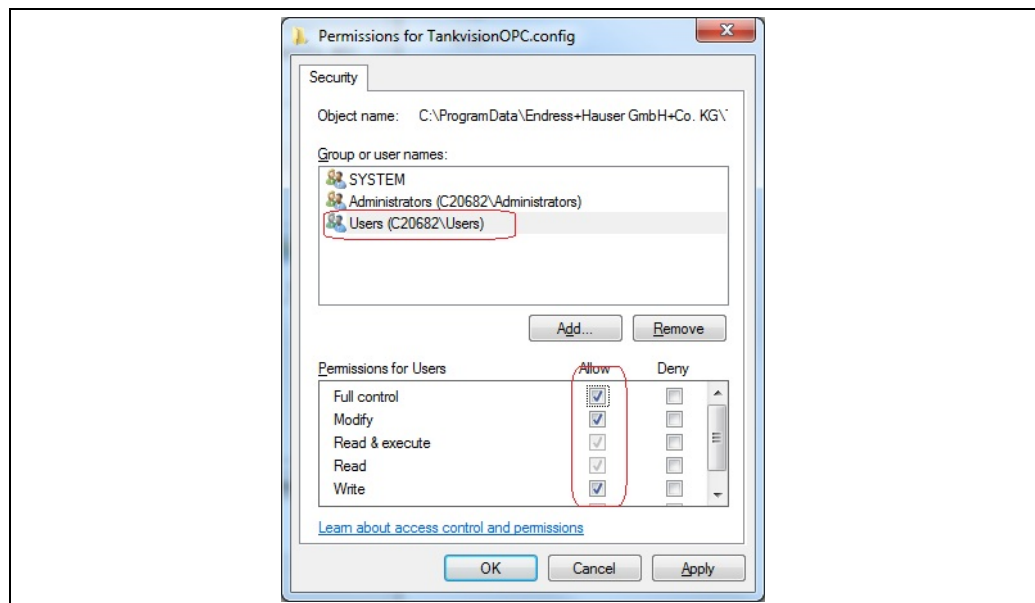 Permissions for TankvisionOPC.config
Security
Object name: C:\ProgramData\Endress+Hauser GmbH+Co. KG\
Group or user names:
SYSTEM
Administrators (C20682\Administrators)
Users (C20682\Users)
Add... Remove
Permissions for Users Allow Deny
Full control
Modify
Read & execute
Read
Write
Learn about access control and permissions
OK Cancel Apply